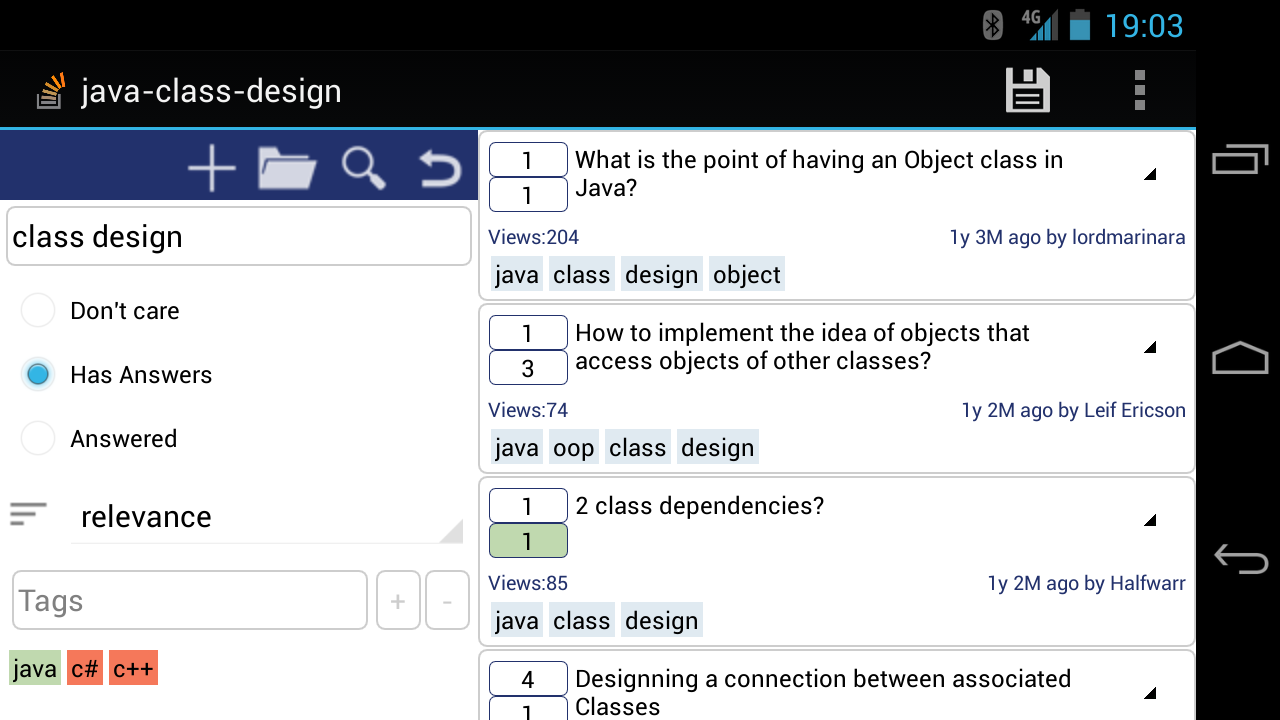 4G 19:03
java-class-design
class design
Don't care
Has Answers
Answered
relevance
Tags + -
java c# c++
1 What is the point of having an Object class in
1 Java?
Views:204 1y 3M ago by lordmarinara
java class design object
1 How to implement the idea of objects that
3 access objects of other classes?
Views:74 1y 2M ago by Leif Ericson
java oop class design
1 2 class dependencies?
1
Views:85 1y 2M ago by Halfwarr
java class design
4 Designning a connection between associated
1 Classes